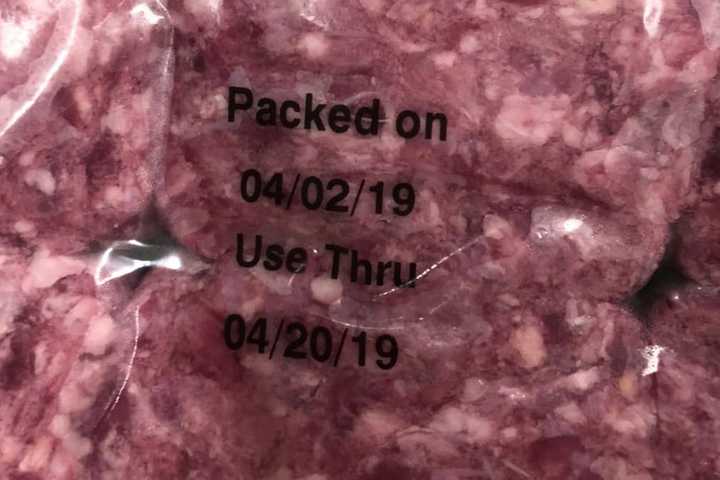 Packed on
04/02/19
Use Thru
04/20/19